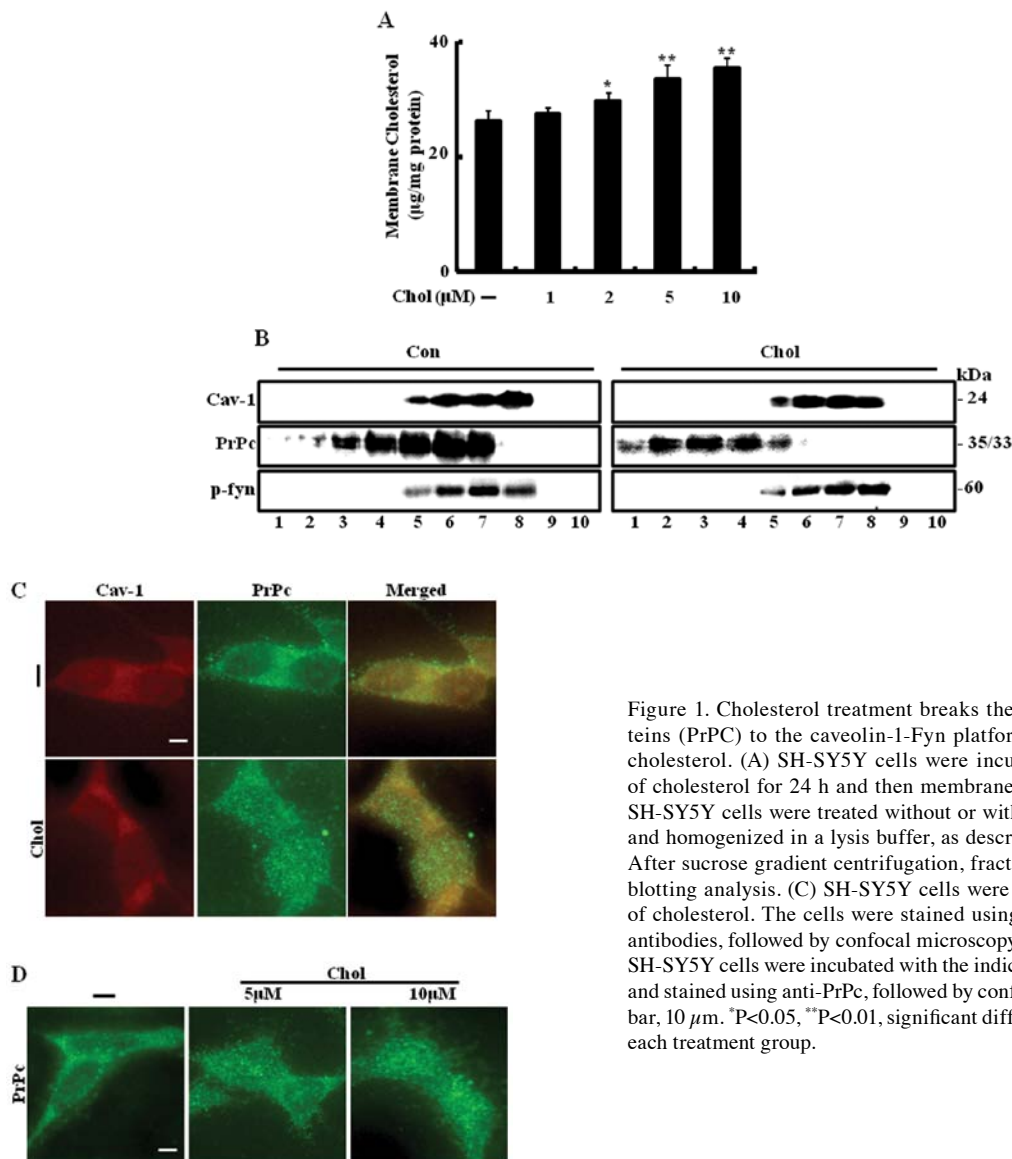 A
40
20
0
Membrane Cholesterol
(µg/mg protein)
* ** **
Chol (µM) – 1 2 5 10
B
Con Chol
kDa
Cav-1 - 24
PrPc - 35/33
p-fyn -60
1 2 3 4 5 6 7 8 9 10 1 2 3 4 5 6 7 8 9 10
C
Cav-1 PrPc Merged
–
Chol
D
Chol
– 5µM 10µM
PrPc
Figure 1. Cholesterol treatment breaks the
teins (PrPC) to the caveolin-1-Fyn platfor
cholesterol. (A) SH-SY5Y cells were incu
of cholesterol for 24 h and then membrane
SH-SY5Y cells were treated without or with
and homogenized in a lysis buffer, as descr
After sucrose gradient centrifugation, fract
blotting analysis. (C) SH-SY5Y cells were
of cholesterol. The cells were stained using
antibodies, followed by confocal microscopy
SH-SY5Y cells were incubated with the indic
and stained using anti-PrPc, followed by conf
bar, 10 µm. *P<0.05, **P<0.01, significant diff
each treatment group.